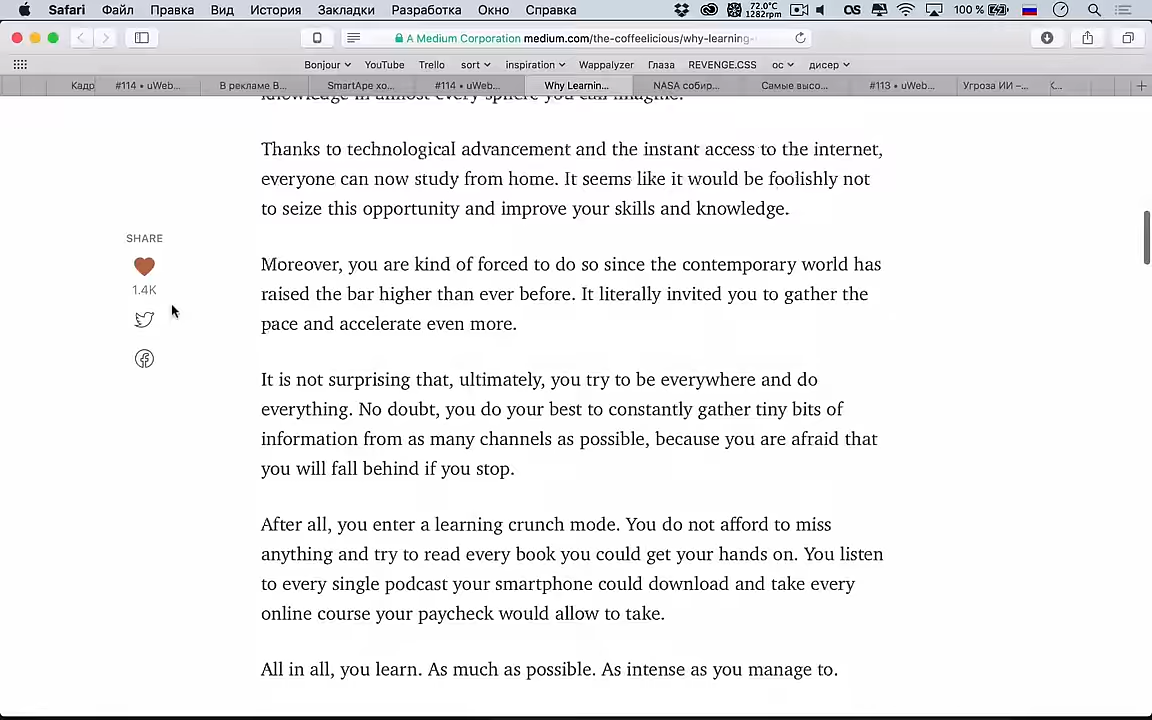 Safari Файл Правка Вид История Закладки Разработка Окно Справка 72.0°C 1282rpm 100 %
A Medium Corporation medium.com/the-coffeelicious/why-learning-
Bonjour YouTube Trello sort inspiration Wappalyzer Глаза REVENGE.CSS ос дисер
Кадр #114 • uWeb... В рекламе В... SmartApe хо... #114 • uWeb... Why Learnin... NASA собир... Самые высо... #113 • uWeb... Угроза ИИ –...
knowledge in almost every sphere you can imagine.
Thanks to technological advancement and the instant access to the internet,
everyone can now study from home. It seems like it would be foolishly not
to seize this opportunity and improve your skills and knowledge.
SHARE
1.4K
Moreover, you are kind of forced to do so since the contemporary world has
raised the bar higher than ever before. It literally invited you to gather the
pace and accelerate even more.
It is not surprising that, ultimately, you try to be everywhere and do
everything. No doubt, you do your best to constantly gather tiny bits of
information from as many channels as possible, because you are afraid that
you will fall behind if you stop.
After all, you enter a learning crunch mode. You do not afford to miss
anything and try to read every book you could get your hands on. You listen
to every single podcast your smartphone could download and take every
online course your paycheck would allow to take.
All in all, you learn. As much as possible. As intense as you manage to.